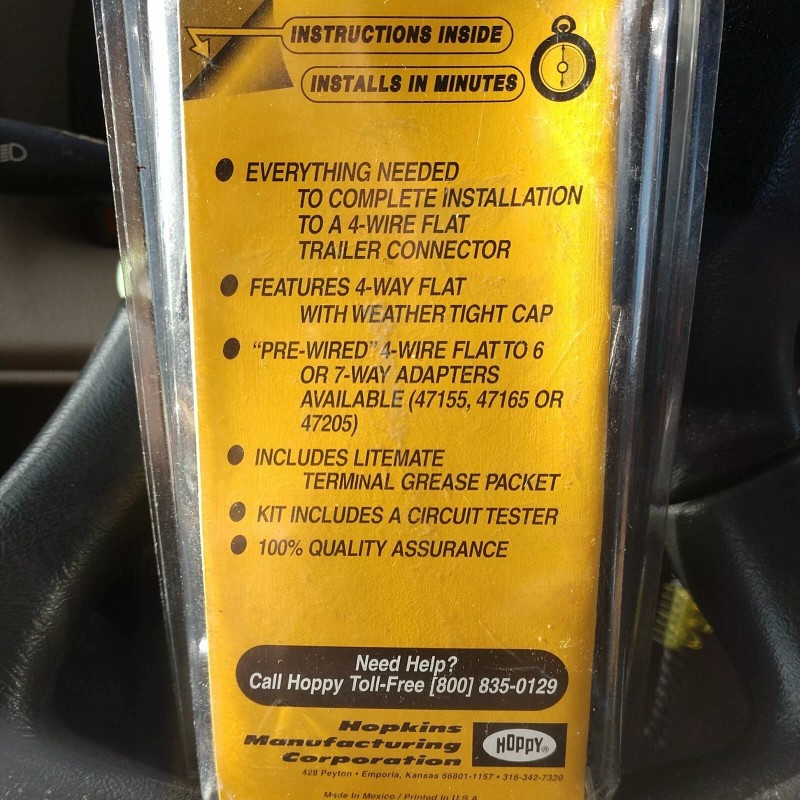 INSTRUCTIONS INSIDE
INSTALLS IN MINUTES
● EVERYTHING NEEDED
TO COMPLETE INSTALLATION
TO A 4-WIRE FLAT
TRAILER CONNECTOR
● FEATURES 4-WAY FLAT
WITH WEATHER TIGHT CAP
● "PRE-WIRED" 4-WIRE FLAT TO 6
OR 7-WAY ADAPTERS
AVAILABLE (47155, 47165 OR
47205)
● INCLUDES LITEMATE
TERMINAL GREASE PACKET
● KIT INCLUDES A CIRCUIT TESTER
● 100% QUALITY ASSURANCE
Need Help?
Call Hoppy Toll-Free [800] 835-0129
Hopkins
Manufacturing
Corporation
HOPPY®
428 Peyton • Emporia, Kansas 66801-1157 • 316-342-7320
Made In Mexico / Printed In U.S.A.